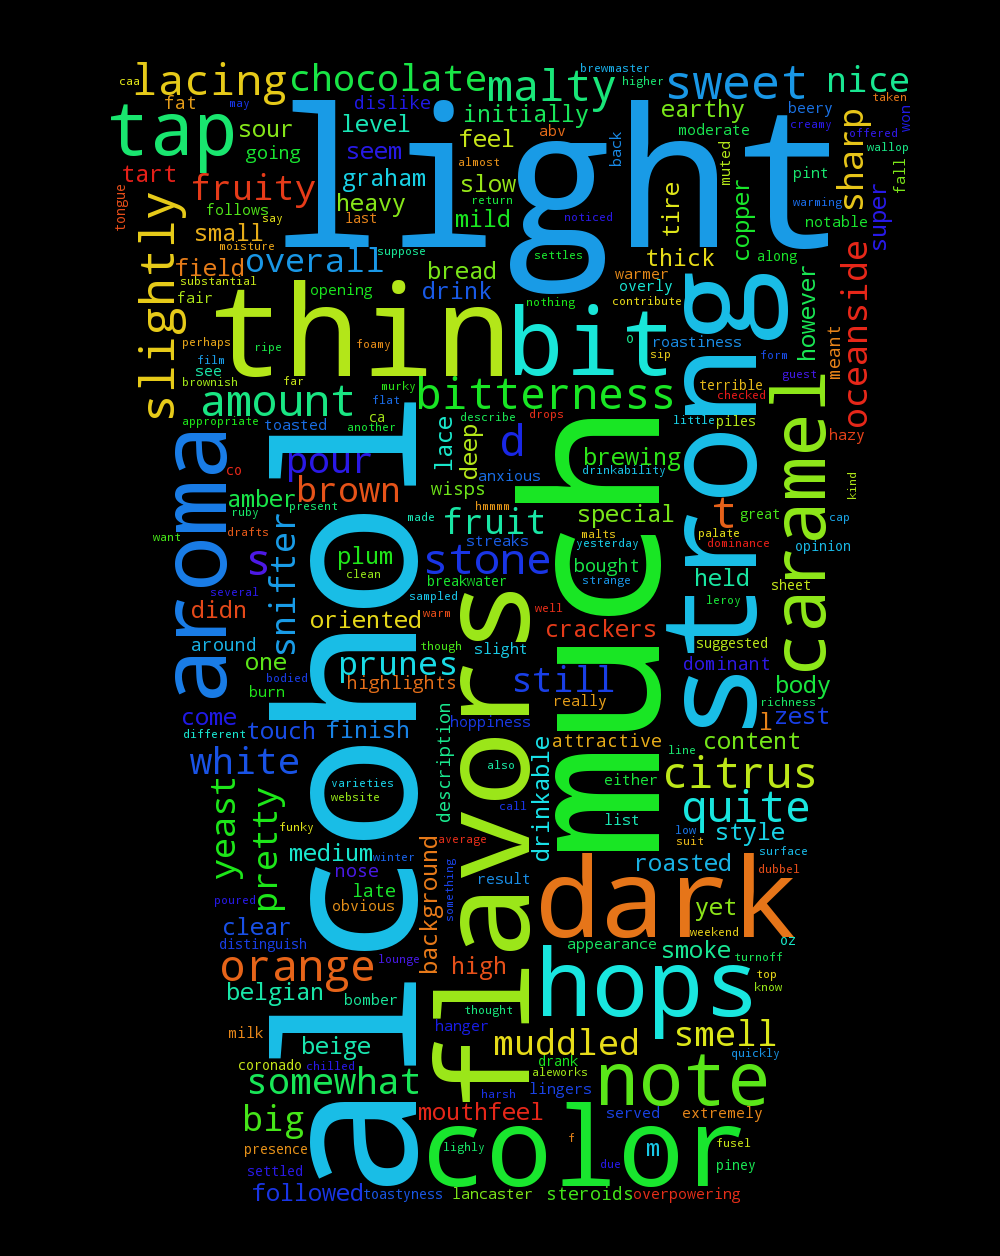 brewmaster
caa
lacing
chocolate
malty
higher
sweet
nice
fat
may
dislike
initially
earthy
beery
taken
tap
light
sour
level
feel
abv
moderate
creamy
offered
won
wallop
going
seem
almost
back
muted
sharp
fall
tart
fruity
graham
slow
return
pint
tongue
follows
heavy
mild
noticed
tire
copper
warming
notable
super
say
last
small
moisture
suppose
settles
thick
along
slightly
field
overall
bread
warmer
substantial
opening
drink
nothing
overly
contribute
however
oceanside
fair
thin
bit
strong
perhaps
ripe
foamy
o
roastiness
meant
film
see
sip
form
brownish
far
murky
terrible
guest
flat
checked
amount
bitterness
caramel
appropriate
toasted
ca
another
describe
drops
little
piles
hazy
aroma
alcohol
pour
lace
deep
d
much
brewing
co
brown
anxious
drinkability
kind
amber
wisps
ruby
present
hmmmm
special
t
great
want
drafts
snifter
made
fruit
malts
palate
cap
s
plum
streaks
yesterday
dominance
opinion
clean
stone
bought
several
breakwater
strange
held
sheet
didn
sampled
leroy
oriented
warm
well
crackers
around
though
slight
suggested
one
prunes
flavors
dominant
bodied
highlights
still
body
burn
really
richness
come
touch
finish
hoppiness
l
zest
different
description
drinkable
attractive
line
content
white
also
citrus
yeast
pretty
varieties
website
either
call
quite
funky
list
low
style
average
suit
medium
winter
background
surface
nose
something
result
roasted
dubbel
late
dark
poured
obvious
yet
clear
weekend
distinguish
appearance
smoke
oz
turnoff
orange
lounge
high
hops
top
know
belgian
bomber
thought
milk
beige
hanger
muddled
smell
coronado
chilled
drank
quickly
somewhat
aleworks
note
harsh
lingers
big
mouthfeel
served
extremely
presence
color
f
m
fusel
lighly
settled
due
piney
followed
toastyness
lancaster
steroids
overpowering